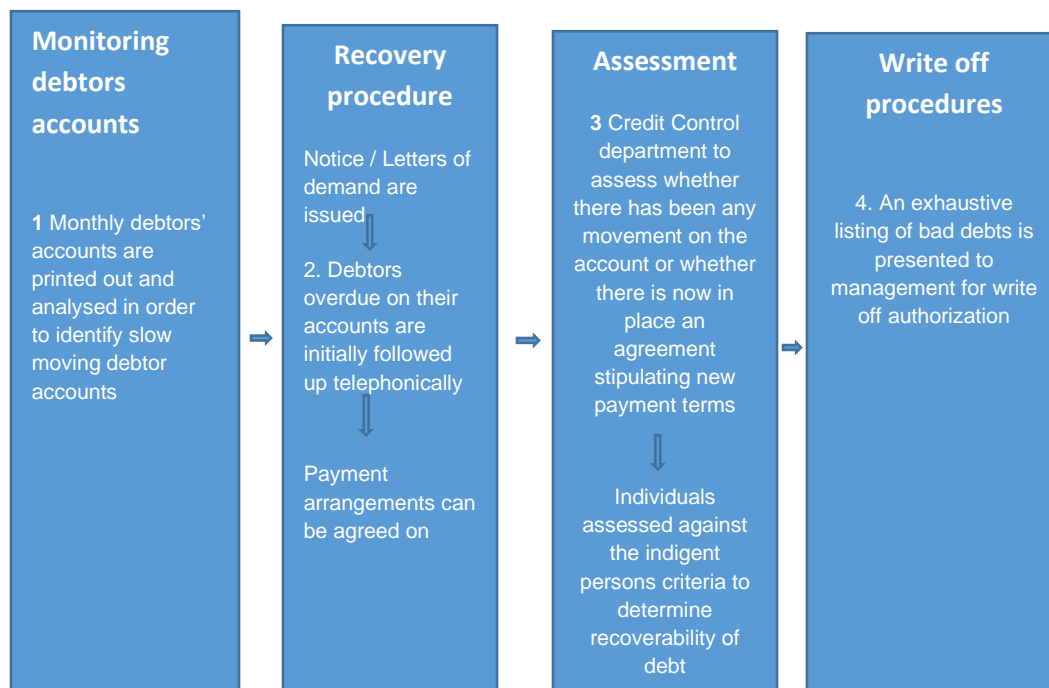 Monitoring
debtors
accounts
1 Monthly debtors’
accounts are
printed out and
analysed in order
to identify slow
moving debtor
accounts
Recovery
procedure
Notice / Letters of
demand are
issued
2. Debtors
overdue on their
accounts are
initially followed
up telephonically
Payment
arrangements can
be agreed on
Assessment
3 Credit Control
department to
assess whether
there has been any
movement on the
account or whether
there is now in
place an
agreement
stipulating new
payment terms
Individuals
assessed against
the indigent
persons criteria to
determine
recoverability of
debt
Write off
procedures
4. An exhaustive
listing of bad debts is
presented to
management for write
off authorization